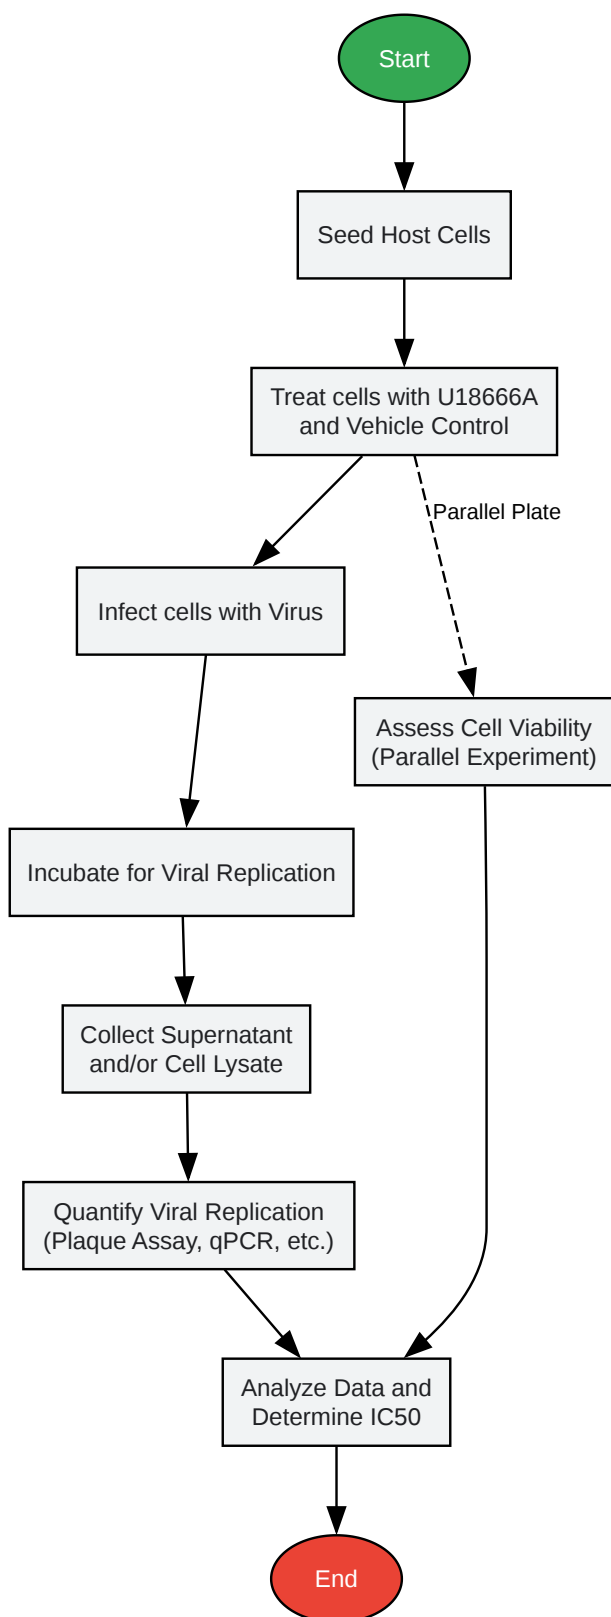 Start
Seed Host Cells
Treat cells with U18666A
and Vehicle Control
Parallel Plate
Infect cells with Virus
Assess Cell Viability
(Parallel Experiment)
Incubate for Viral Replication
Collect Supernatant
and/or Cell Lysate
Quantify Viral Replication
(Plaque Assay, qPCR, etc.)
Analyze Data and
Determine IC50
End